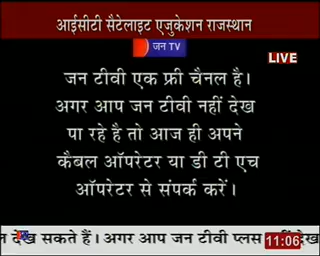 आईसीटी सैटेलाइट एजुकेशन राजस्थान
जन TV
LIVE
जन टीवी एक फ्री चैनल है।
अगर आप जन टीवी नहीं देख
पा रहे है तो आज ही अपने
कैबल ऑपरेटर या डी टी एच
ऑपरेटर से संपर्क करें।
देख सकते हैं। अगर आप जन टीवी प्लस
11:06